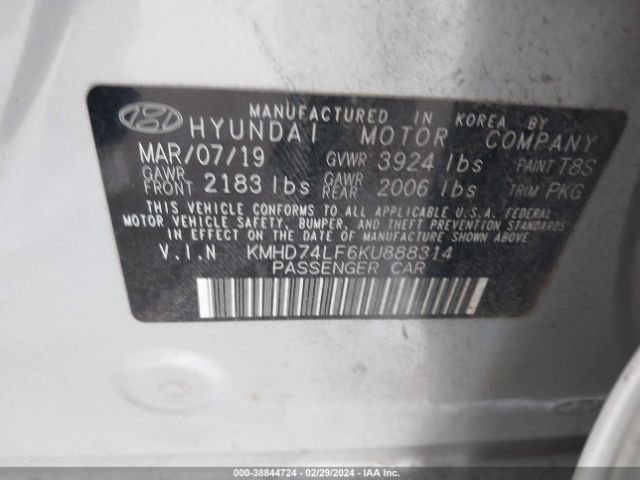 MANUFACTURED IN KOREA BY
HYUNDAI MOTOR COMPANY
MAR/07/19 GVWR 3924 lbs PAINT T8S
GAWR FRONT 2183 lbs GAWR REAR 2006 lbs TRIM PKG
THIS VEHICLE CONFORMS TO ALL APPLICABLE U.S.A. FEDERAL
MOTOR VEHICLE SAFETY, BUMPER, AND THEFT PREVENTION STANDARDS
IN EFFECT ON THE DATE OF MANUFACTURE SHOWN ABOVE
V.I.N KMHD74LF6KU888314
PASSENGER CAR
000-38844724 - 02/29/2024 - IAAI.COM